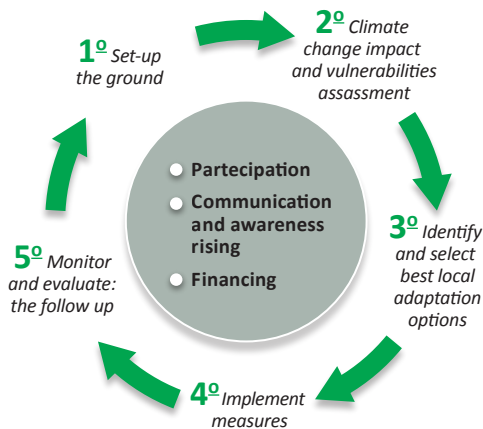 1º Set-up
the ground
2º Climate
change impact
and vulnerabilities
assassment
3º Identify
and select
best local
adaptation
options
4º Implement
measures
5º Monitor
and evaluate:
the follow up
Partecipation
Communication
and awareness
rising
Financing